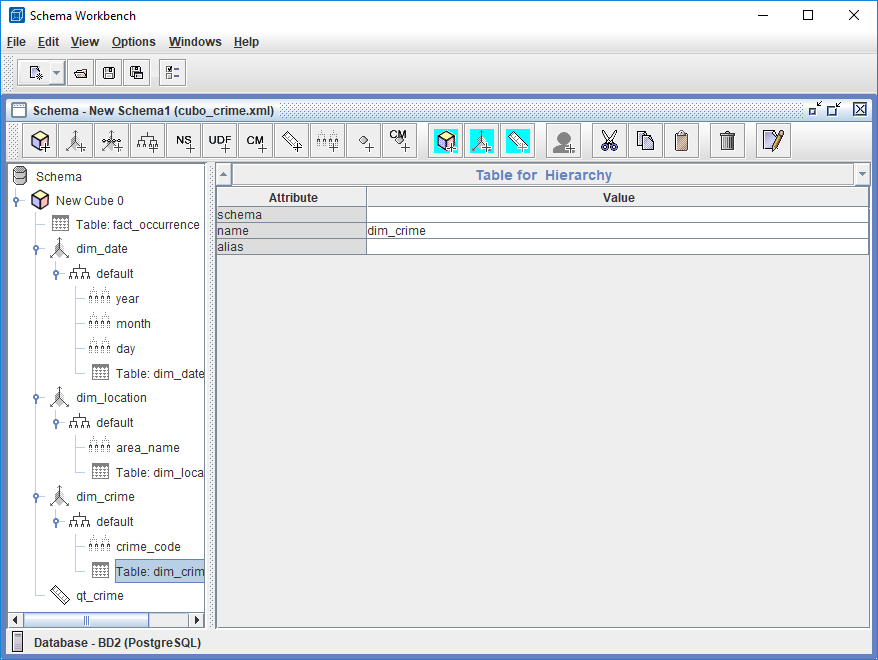 Schema Workbench
File Edit View Options Windows Help
Schema - New Schema1 (cubo_crime.xml)
NS UDF CM CM
Schema
New Cube 0
Table: fact_occurrence
dim_date
default
year
month
day
Table: dim_date
dim_location
default
area_name
Table: dim_loca
dim_crime
default
crime_code
Table: dim_crim
qt_crime
Table for Hierarchy
Attribute Value
schema
name dim_crime
alias
Database - BD2 (PostgreSQL)